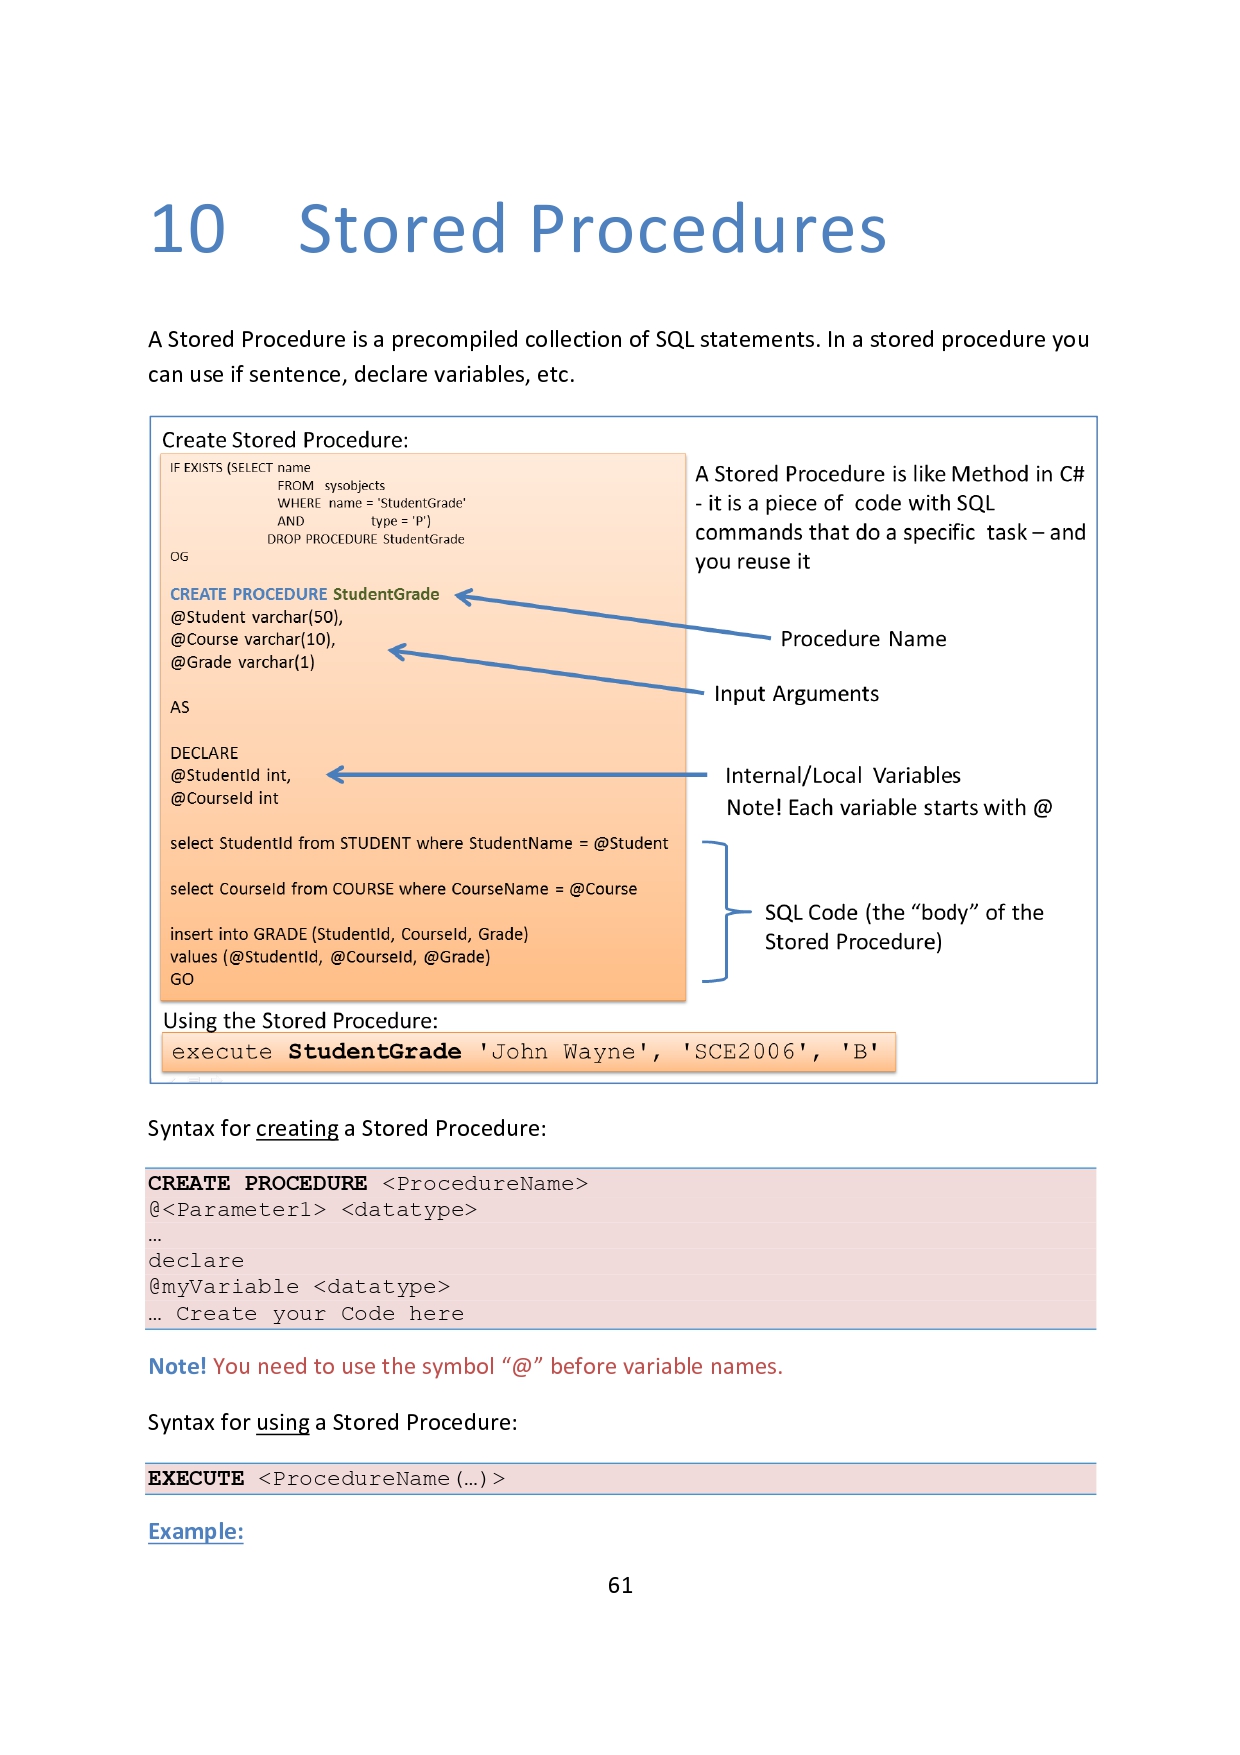 10 Stored Procedures
A Stored Procedure is a precompiled collection of SQL statements. In a stored procedure you
can use if sentence, declare variables, etc.
Create Stored Procedure:
IF EXISTS (SELECT name
FROM sysobjects
WHERE name = 'StudentGrade'
AND type = 'P')
DROP PROCEDURE StudentGrade
OG
CREATE PROCEDURE StudentGrade
@Student varchar(50),
@Course varchar(10),
@Grade varchar(1)
AS
DECLARE
@StudentId int,
@CourseId int
select StudentId from STUDENT where StudentName = @Student
select CourseId from COURSE where CourseName = @Course
insert into GRADE (StudentId, CourseId, Grade)
values (@StudentId, @CourseId, @Grade)
GO
A Stored Procedure is like Method in C#
- it is a piece of code with SQL
commands that do a specific task – and
you reuse it
Procedure Name
Input Arguments
Internal/Local Variables
Note! Each variable starts with @
SQL Code (the “body” of the
Stored Procedure)
Using the Stored Procedure:
execute StudentGrade 'John Wayne', 'SCE2006', 'B'
Syntax for creating a Stored Procedure:
CREATE PROCEDURE <ProcedureName>
@<Parameter1> <datatype>
…
declare
@myVariable <datatype>
… Create your Code here
Note! You need to use the symbol “@” before variable names.
Syntax for using a Stored Procedure:
EXECUTE <ProcedureName(…)>
Example:
61